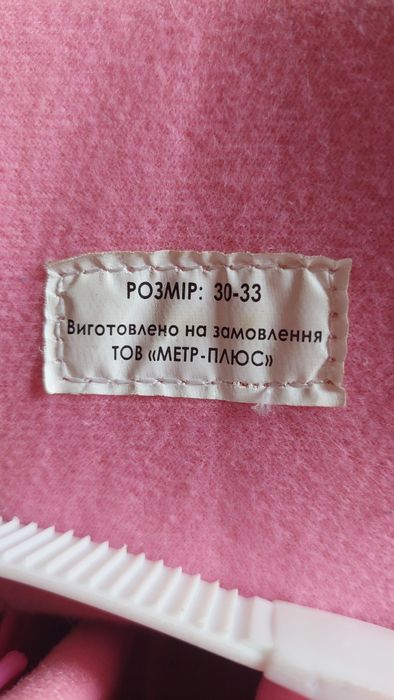 РОЗМІР: 30-33
Виготовлено на замовлення
ТОВ «МЕТР-ПЛЮС»